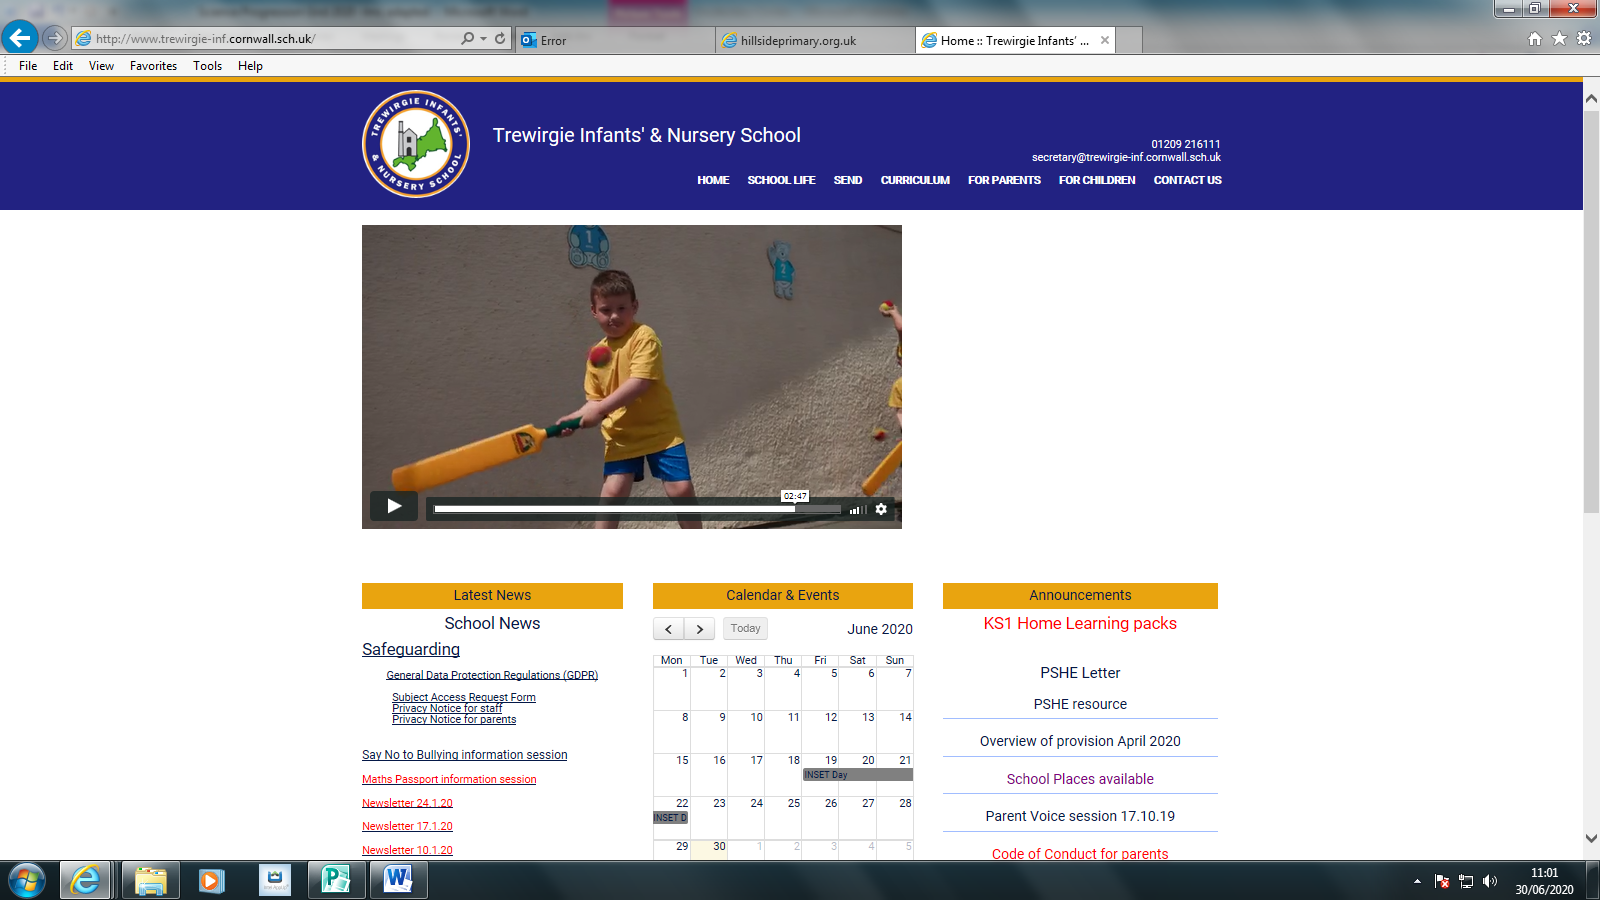 http://www.trewirgie-inf.cornwall.sch.uk/
Error
hillsideprimary.org.uk
Home :: Trewirgie Infants' ...
File Edit View Favorites Tools Help
TREWIRGIE INFANTS' & NURSERY SCHOOL
Trewirgie Infants' & Nursery School
01209 216111
secretary@trewirgie-inf.cornwall.sch.uk
HOME SCHOOL LIFE SEND CURRICULUM FOR PARENTS FOR CHILDREN CONTACT US
1
2
02:47
Latest News
School News
Safeguarding
General Data Protection Regulations (GDPR)
Subject Access Request Form
Privacy Notice for staff
Privacy Notice for parents
Say No to Bullying information session
Maths Passport information session
Newsletter 24.1.20
Newsletter 17.1.20
Newsletter 10.1.20
Calendar & Events
Today June 2020
Mon Tue Wed Thu Fri Sat Sun
1 2 3 4 5 6 7
8 9 10 11 12 13 14
15 16 17 18 19 20 21
INSET Day
22 23 24 25 26 27 28
INSET D
29 30 1 2 3 4 5
Announcements
KS1 Home Learning packs
PSHE Letter
PSHE resource
Overview of provision April 2020
School Places available
Parent Voice session 17.10.19
Code of Conduct for parents
11:01
30/06/2020